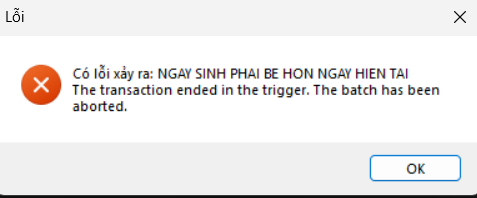 Lỗi
Có lỗi xảy ra: NGAY SINH PHAI BE HON NGAY HIEN TAI
The transaction ended in the trigger. The batch has been
aborted.
OK